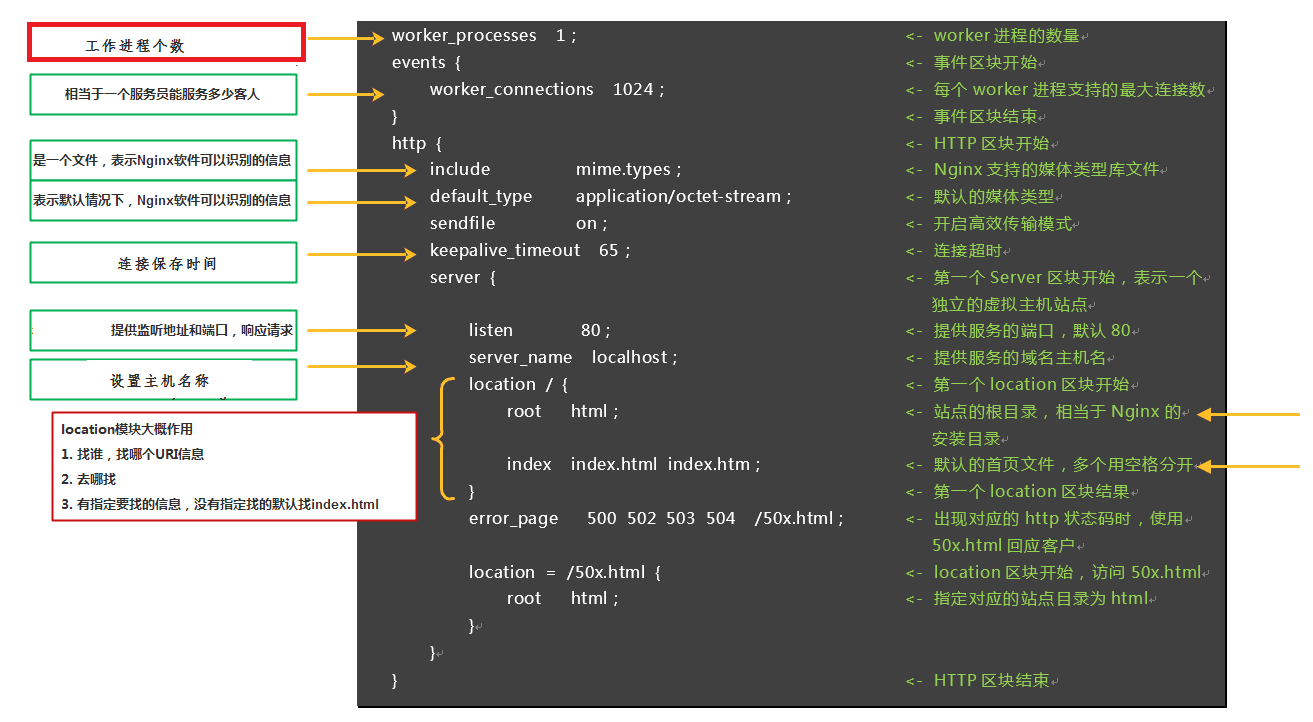 工作进程个数
相当于一个服务员能服务多少客人
是一个文件，表示Nginx软件可以识别的信息
表示默认情况下，Nginx软件可以识别的信息
连接保存时间
提供监听地址和端口，响应请求
设置主机名称
location模块大概作用
1. 找谁，找哪个URI信息
2. 去哪找
3. 有指定要找的信息，没有指定找的默认找index.html
worker_processes 1 ; <- worker 进程的数量
events { <- 事件区块开始
worker_connections 1024 ; <- 每个 worker 进程支持的最大连接数
} <- 事件区块结束
http { <- HTTP 区块开始
include mime.types ; <- Nginx 支持的媒体类型库文件
default_type application/octet-stream ; <- 默认的媒体类型
sendfile on ; <- 开启高效传输模式
keepalive_timeout 65 ; <- 连接超时
server { <- 第一个 Server 区块开始，表示一个
独立的虚拟主机站点
listen 80 ; <- 提供服务的端口，默认 80
server_name localhost ; <- 提供服务的域名主机名
location / { <- 第一个 location 区块开始
root html ; <- 站点的根目录，相当于 Nginx 的
安装目录
index index.html index.htm ; <- 默认的首页文件，多个用空格分开
} <- 第一个 location 区块结果
error_page 500 502 503 504 /50x.html ; <- 出现对应的 http 状态码时，使用
50x.html 回应客户
location = /50x.html { <- location 区块开始，访问 50x.html
root html ; <- 指定对应的站点目录为 html
}
}
} <- HTTP 区块结束